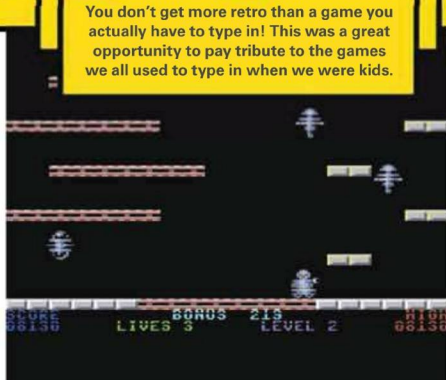 You don't get more retro than a game you
actually have to type in! This was a great
opportunity to pay tribute to the games
we all used to type in when we were kids.
BONUS 219
SCORE HIGH
08130 LIVES 3 LEVEL 2 08130